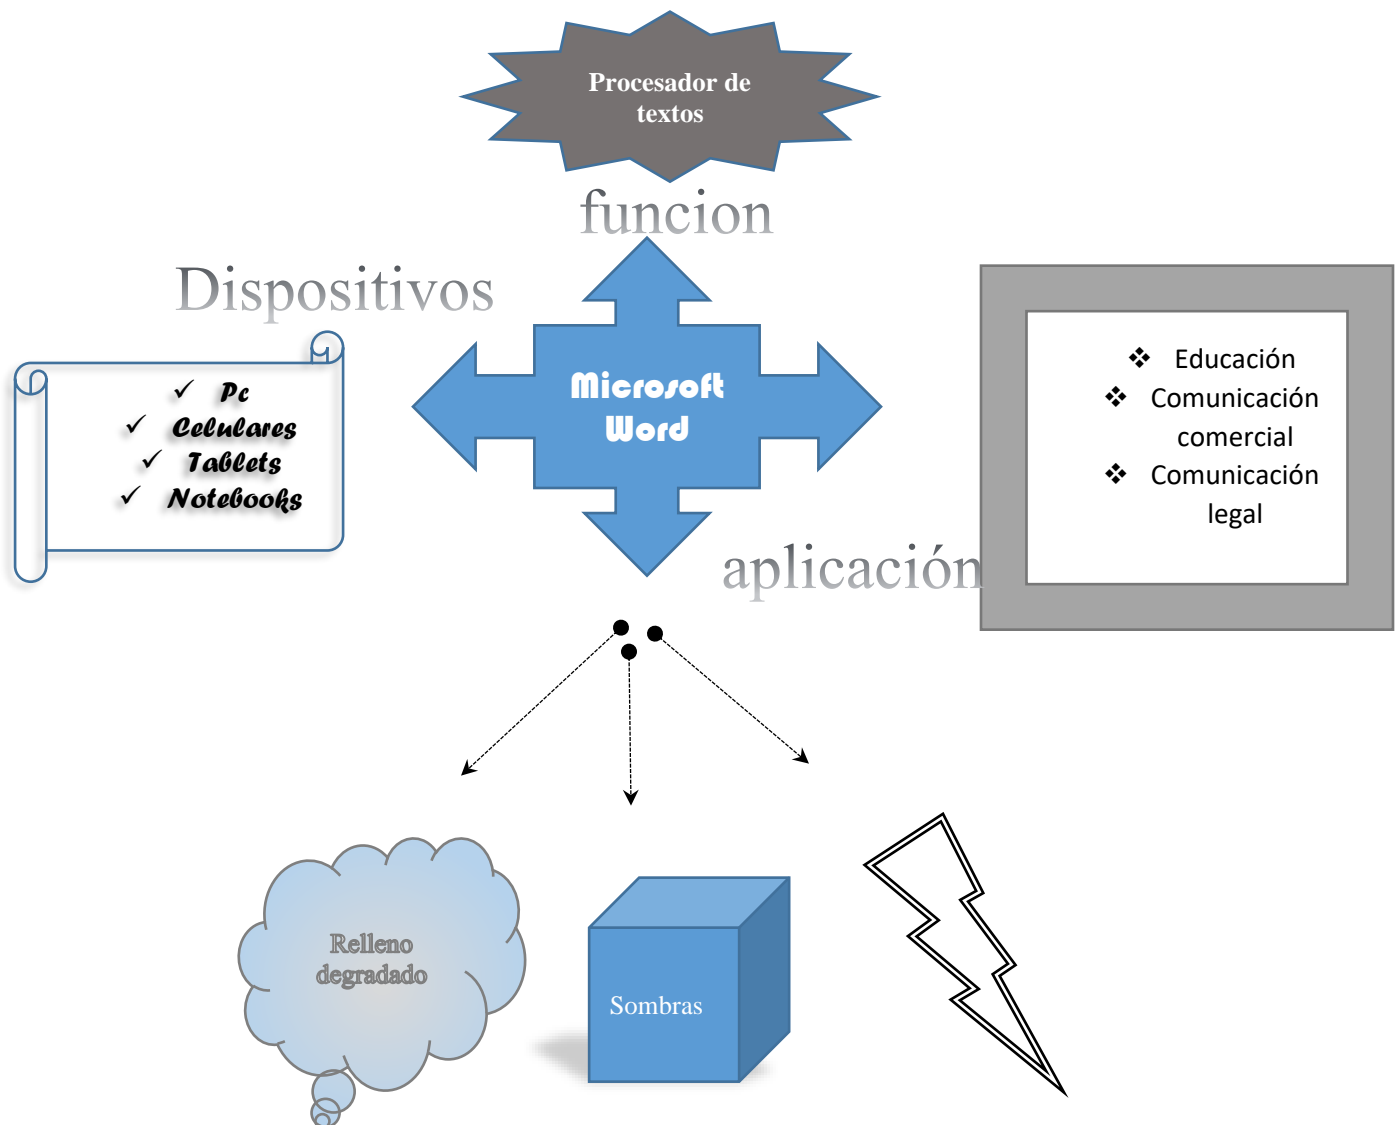 Procesador de
textos
funcion
Dispositivos
✓ Pc
✓ Celulares
✓ Tablets
✓ Notebooks
Microsoft
Word
❖ Educación
❖ Comunicación
comercial
❖ Comunicación
legal
aplicación
Relleno
degradado
Sombras